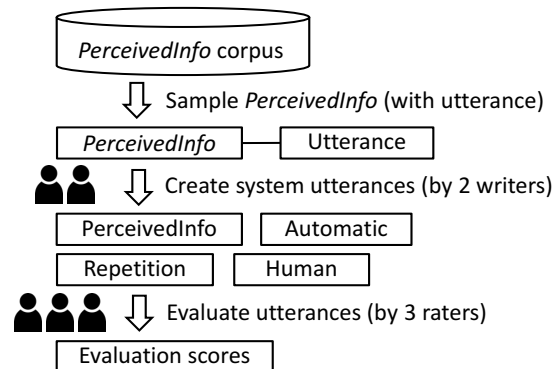 PerceivedInfo corpus
Sample PerceivedInfo (with utterance)
PerceivedInfo Utterance
Create system utterances (by 2 writers)
PerceivedInfo Automatic
Repetition Human
Evaluate utterances (by 3 raters)
Evaluation scores